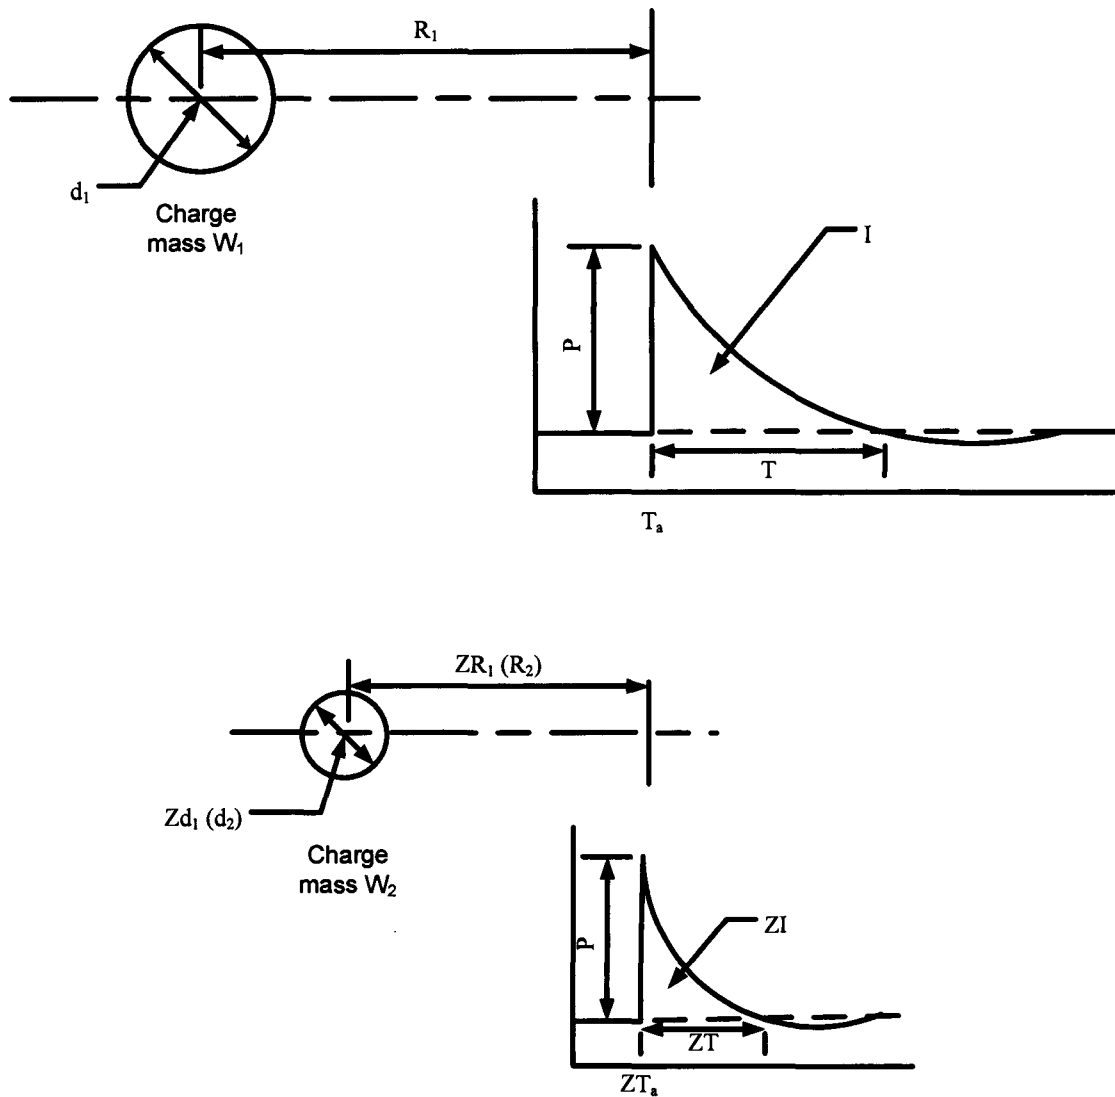 R₁
d₁
Charge
mass W₁
I
P
T
Tₐ
ZR₁ (R₂)
Zd₁ (d₂)
Charge
mass W₂
ZI
P
ZT
ZTₐ